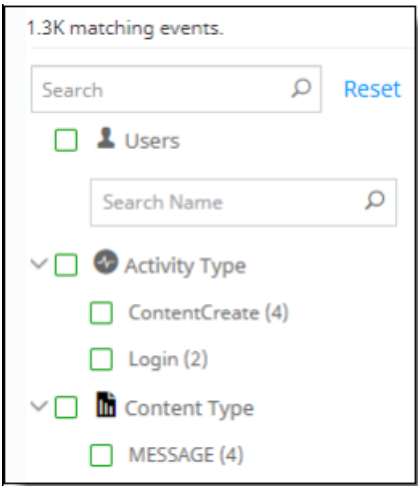 1.3K matching events.
Search
Reset
Users
Search Name
Activity Type
ContentCreate (4)
Login (2)
Content Type
MESSAGE (4)